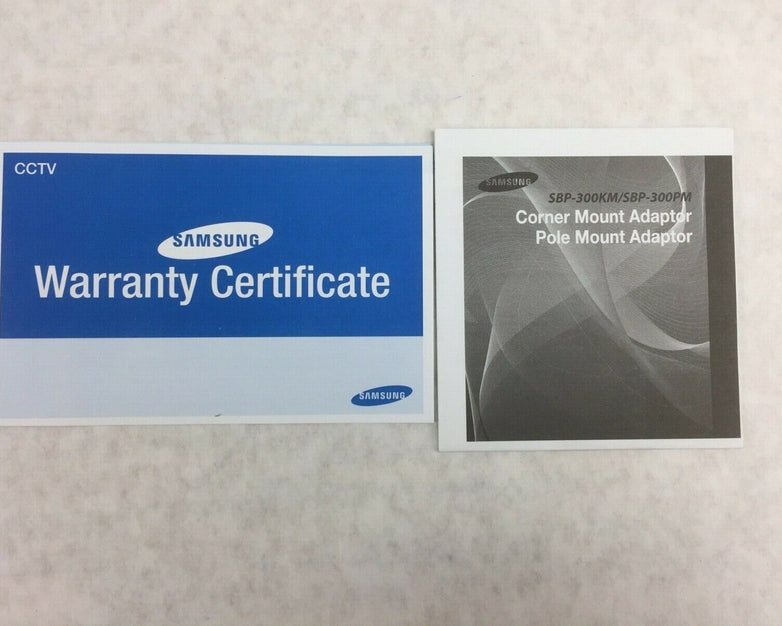 CCTV
SAMSUNG
Warranty Certificate
SAMSUNG
SAMSUNG
SBP-300KM/SBP-300PM
Corner Mount Adaptor
Pole Mount Adaptor